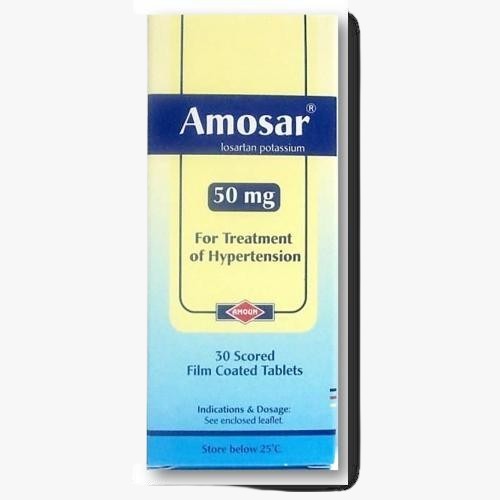 Amosar®
losartan potassium
50 mg
For Treatment
of Hypertension
AMOUN
30 Scored
Film Coated Tablets
Indications & Dosage:
See enclosed leaflet.
Store below 25°C.